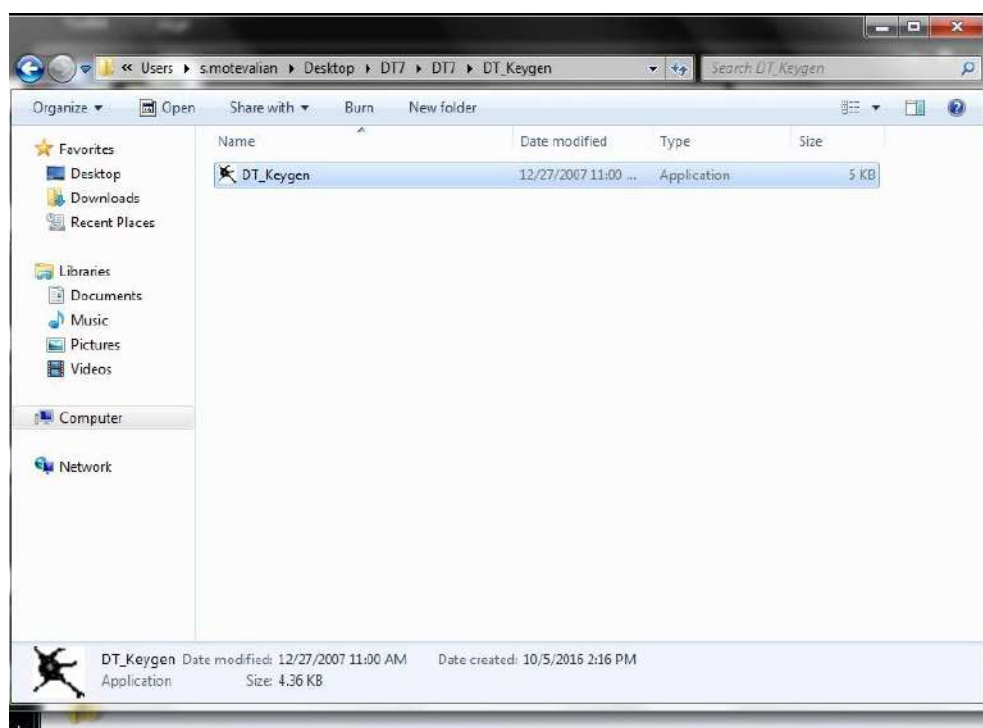 « Users ▸ s.motevalian ▸ Desktop ▸ DT7 ▸ DT7 ▸ DT_Keygen Search DT_Keygen
Organize Open Share with Burn New folder
Name Date modified Type Size
DT_Keygen 12/27/2007 11:00 ... Application 5 KB
Favorites
Desktop
Downloads
Recent Places
Libraries
Documents
Music
Pictures
Videos
Computer
Network
DT_Keygen Date modified: 12/27/2007 11:00 AM Date created: 10/5/2016 2:16 PM
Application Size: 4.36 KB